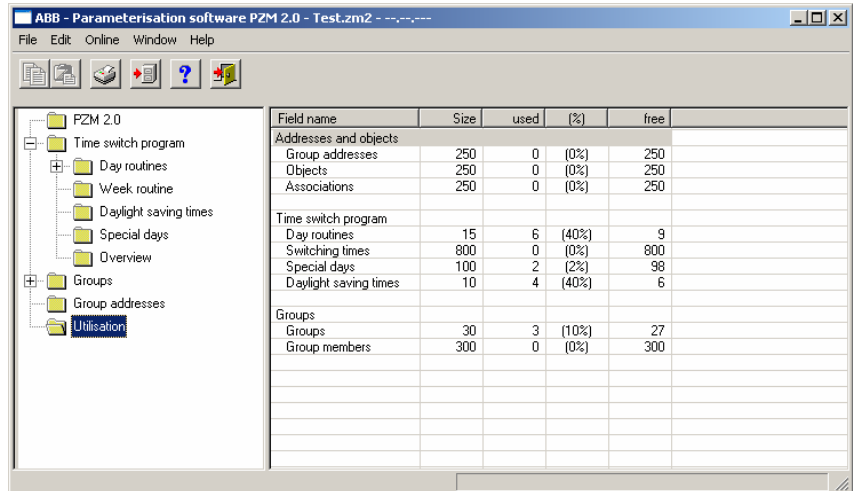 ABB - Parameterisation software PZM 2.0 - Test.zm2 - --.--.---
File Edit Online Window Help
?
PZM 2.0
Time switch program
Day routines
Week routine
Daylight saving times
Special days
Overview
Groups
Group addresses
Utilisation
Field name Size used (%) free
Addresses and objects
Group addresses 250 0 (0%) 250
Objects 250 0 (0%) 250
Associations 250 0 (0%) 250
Time switch program
Day routines 15 6 (40%) 9
Switching times 800 0 (0%) 800
Special days 100 2 (2%) 98
Daylight saving times 10 4 (40%) 6
Groups
Groups 30 3 (10%) 27
Group members 300 0 (0%) 300